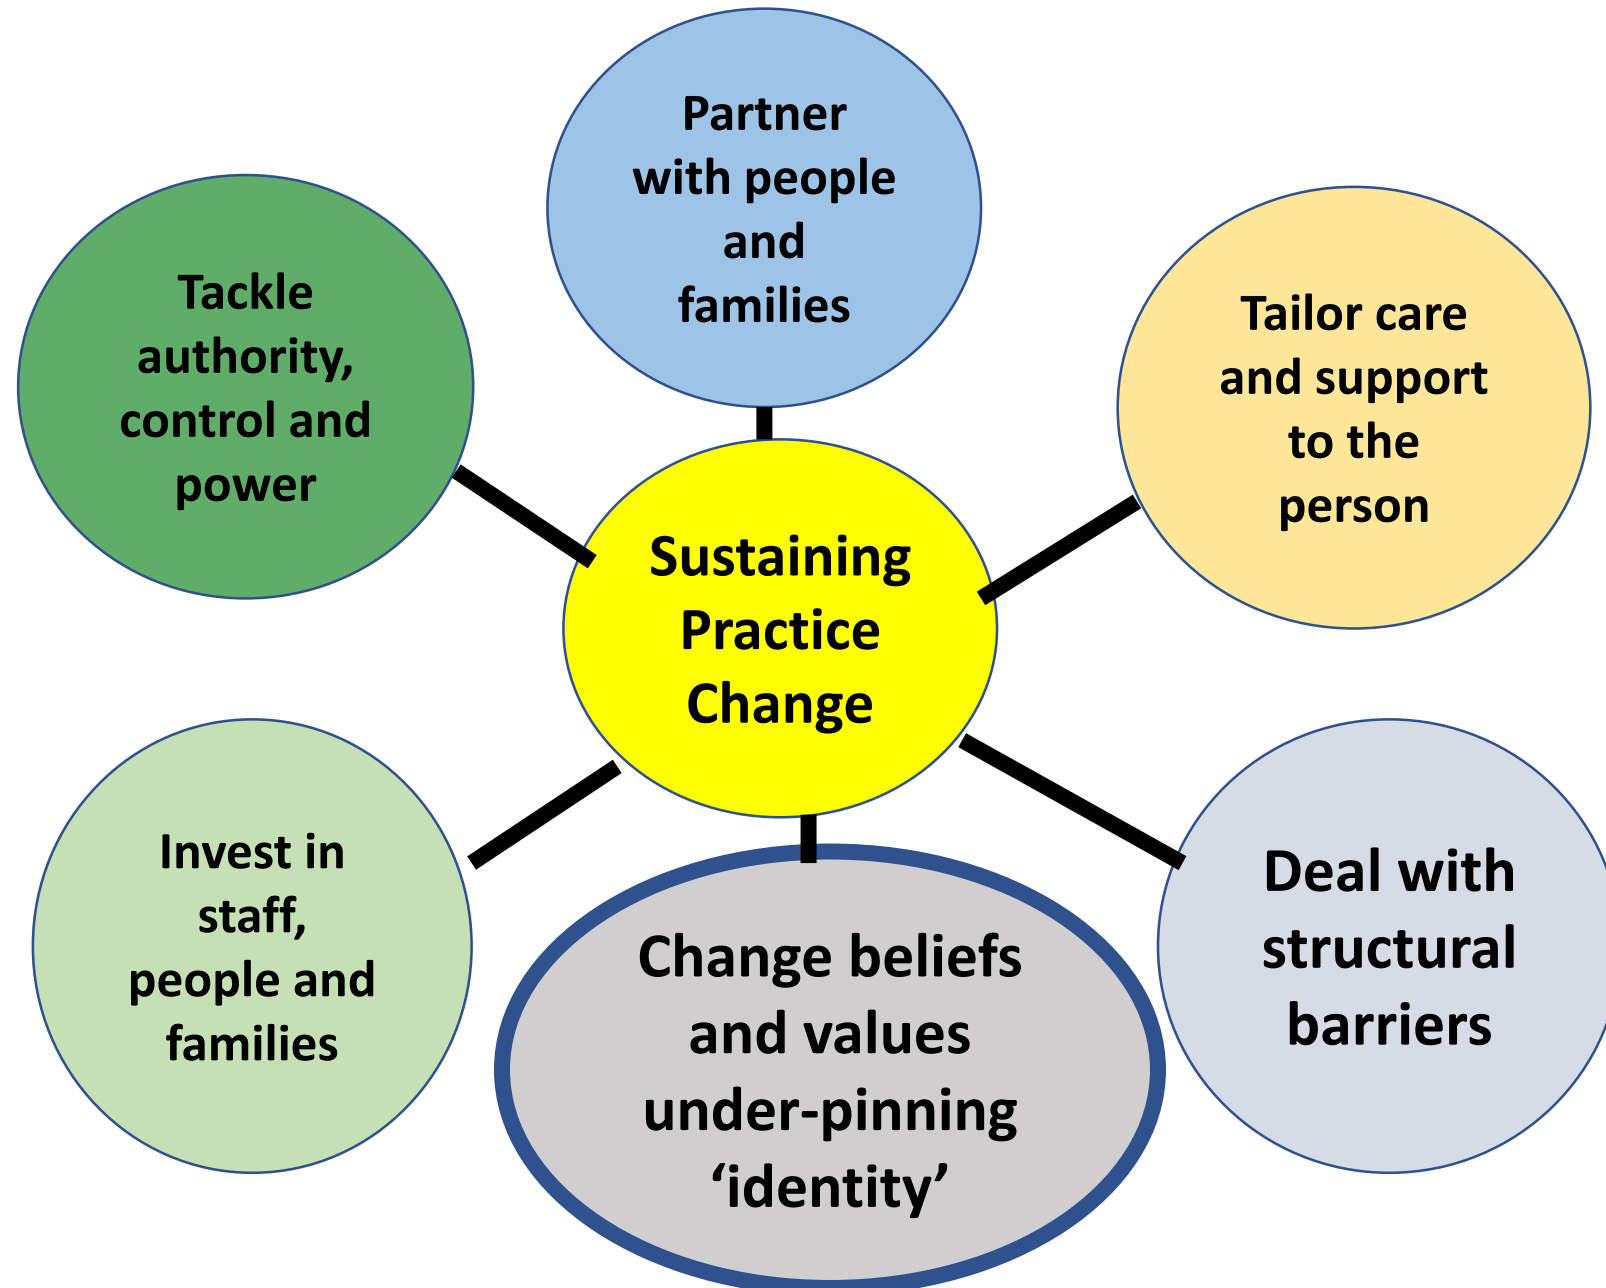 Partner
with people
and
families
Tackle
authority,
control and
power
Tailor care
and support
to the
person
Sustaining
Practice
Change
Invest in
staff,
people and
families
Deal with
structural
barriers
Change beliefs
and values
under-pinning
‘identity’